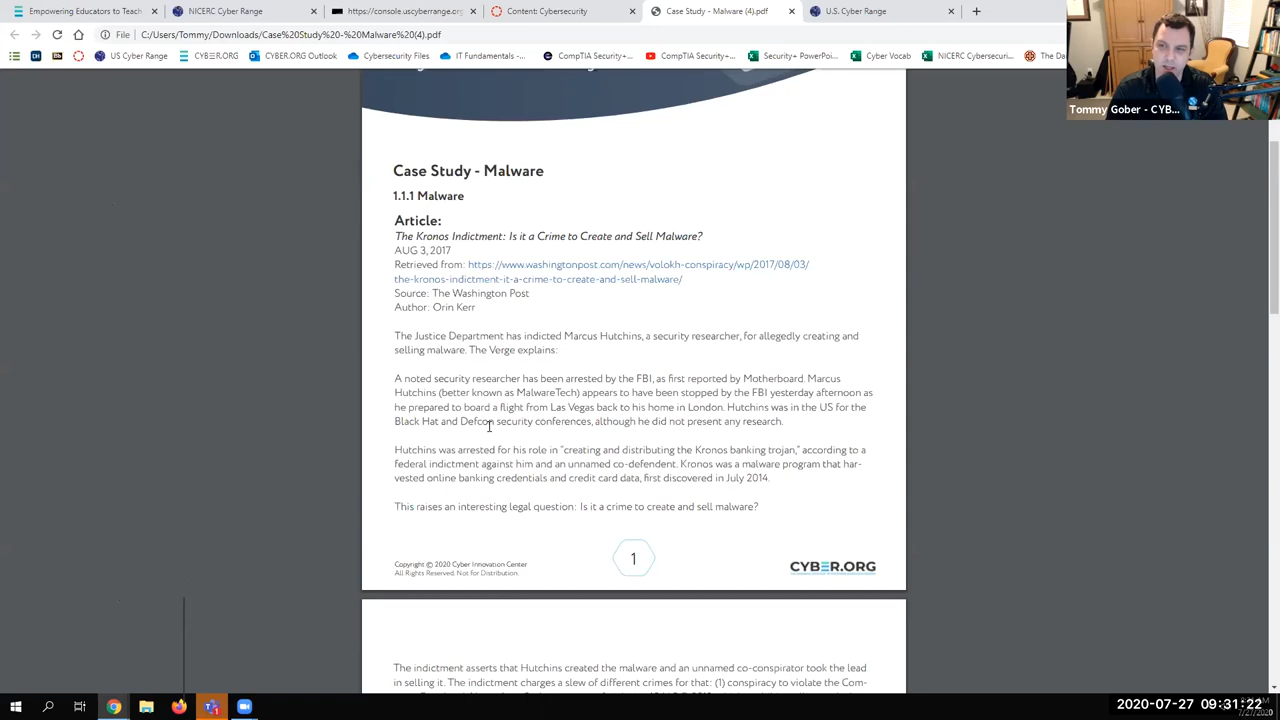 Empowering Educators to Teach
NICERC Cyber Range
https://console.uscyberrange.org
Content: Cybersecurity
Case Study - Malware (4).pdf
U.S. Cyber Range
File
C:/Users/Tommy/Downloads/Case%20Study%20-%20Malware%20(4).pdf
US Cyber Range
CYBER.ORG
CYBER.ORG Outlook
Cybersecurity Files
IT Fundamentals -...
CompTIA Security+...
CompTIA Security+...
Security+ PowerPoi...
Cyber Vocab
NICERC Cybersecuri...
The Da
Tommy Gober - CYB...
Case Study - Malware
1.1.1 Malware
Article:
The Kronos Indictment: Is it a Crime to Create and Sell Malware?
AUG 3, 2017
Retrieved from: https://www.washingtonpost.com/news/volokh-conspiracy/wp/2017/08/03/
the-kronos-indictment-it-a-crime-to-create-and-sell-malware/
Source: The Washington Post
Author: Orin Kerr
The Justice Department has indicted Marcus Hutchins, a security researcher, for allegedly creating and
selling malware. The Verge explains:
A noted security researcher has been arrested by the FBI, as first reported by Motherboard. Marcus
Hutchins (better known as MalwareTech) appears to have been stopped by the FBI yesterday afternoon as
he prepared to board a flight from Las Vegas back to his home in London. Hutchins was in the US for the
Black Hat and Defcon security conferences, although he did not present any research.
Hutchins was arrested for his role in "creating and distributing the Kronos banking trojan," according to a
federal indictment against him and an unnamed co-defendant. Kronos was a malware program that har-
vested online banking credentials and credit card data, first discovered in July 2014.
This raises an interesting legal question: Is it a crime to create and sell malware?
Copyright © 2020 Cyber Innovation Center
All Rights Reserved. Not for Distribution.
1
CYBER.ORG
The indictment asserts that Hutchins created the malware and an unnamed co-conspirator took the lead
in selling it. The indictment charges a slew of different crimes for that: (1) conspiracy to violate the Com-
2020-07-27 09:31:22